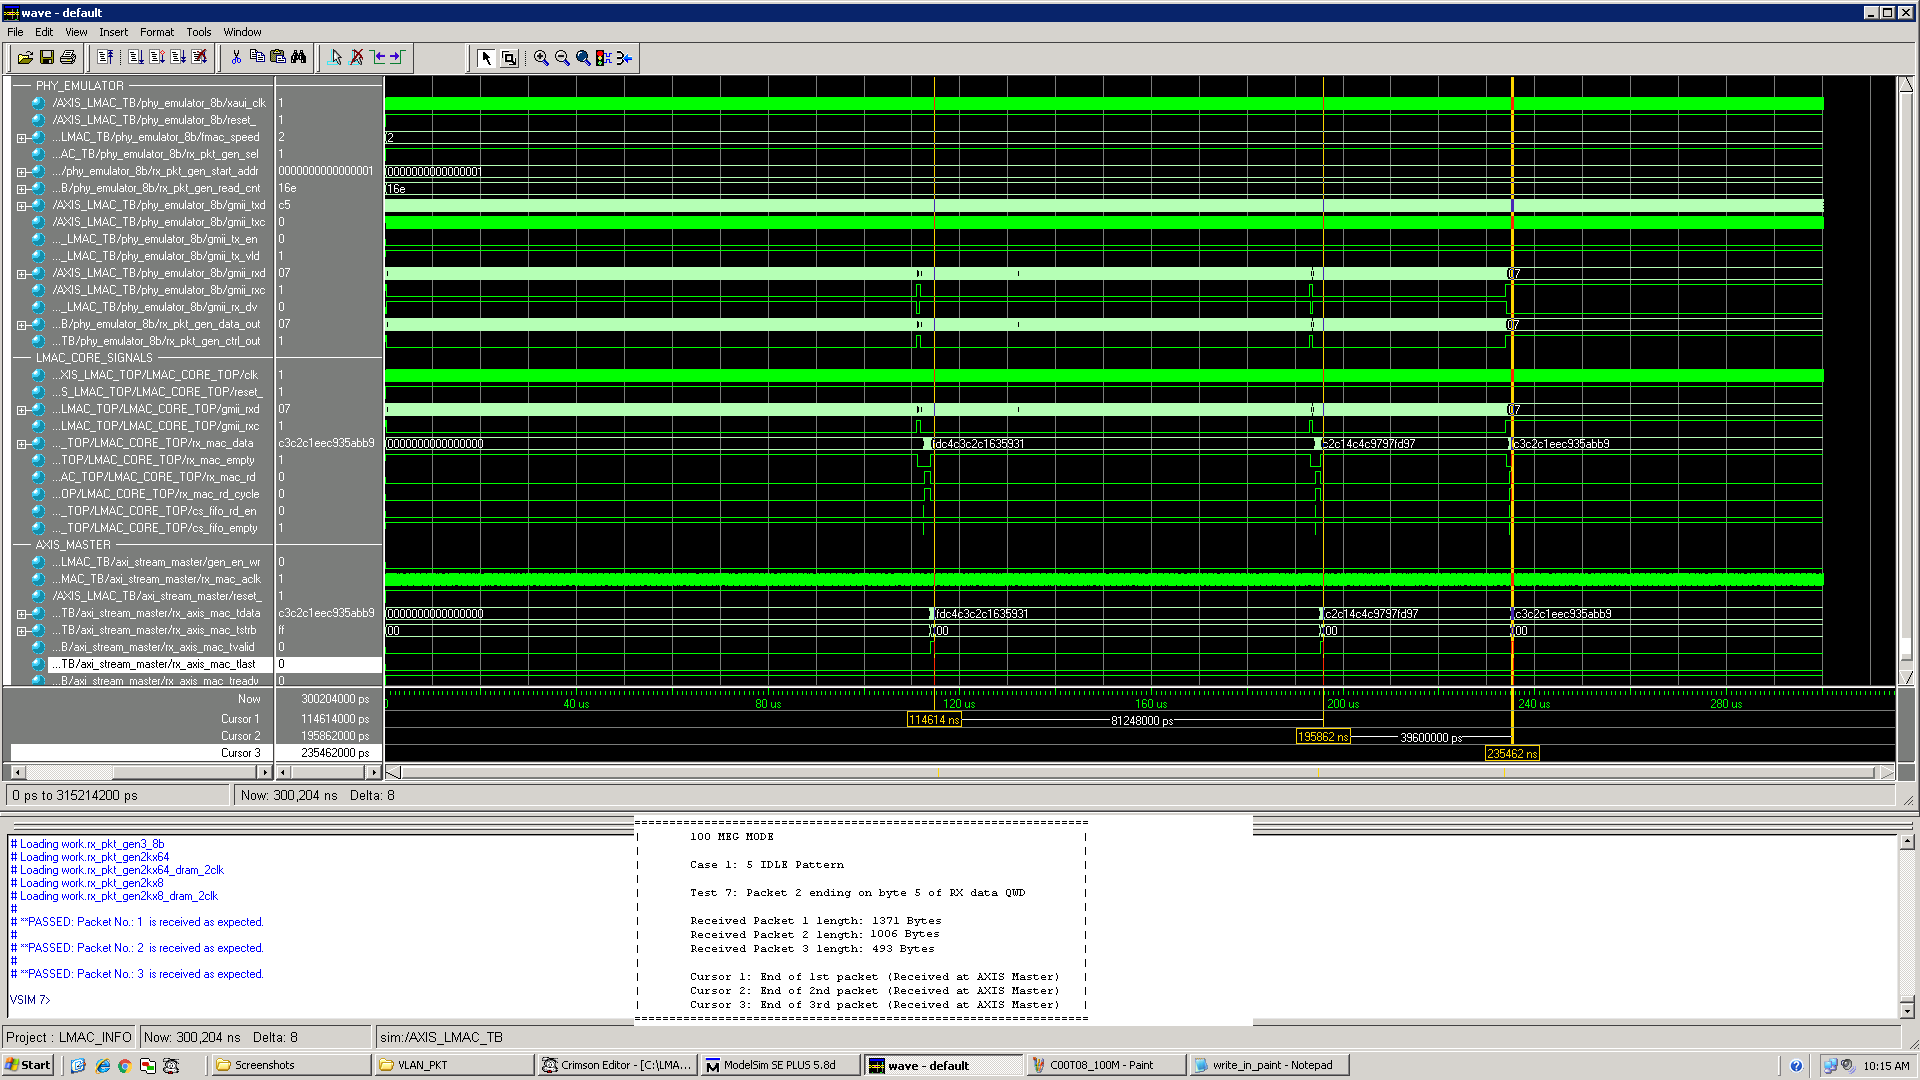 wave - default
File Edit View Insert Format Tools Window
PHY_EMULATOR
/AXIS_LMAC_TB/phy_emulator_8b/xaui_clk 1
/AXIS_LMAC_TB/phy_emulator_8b/reset_ 1
...LMAC_TB/phy_emulator_8b/fmac_speed 2 2
...AC_TB/phy_emulator_8b/rx_pkt_gen_sel 1
.../phy_emulator_8b/rx_pkt_gen_start_addr 0000000000000001 0000000000000001
...B/phy_emulator_8b/rx_pkt_gen_read_cnt 16e 16e
/AXIS_LMAC_TB/phy_emulator_8b/gmii_txd c5
/AXIS_LMAC_TB/phy_emulator_8b/gmii_txc 0
..._LMAC_TB/phy_emulator_8b/gmii_tx_en 0
..._LMAC_TB/phy_emulator_8b/gmii_tx_vld 1
/AXIS_LMAC_TB/phy_emulator_8b/gmii_rxd 07 07
/AXIS_LMAC_TB/phy_emulator_8b/gmii_rxc 1
..._LMAC_TB/phy_emulator_8b/gmii_rx_dv 0
...B/phy_emulator_8b/rx_pkt_gen_data_out 07 07
...TB/phy_emulator_8b/rx_pkt_gen_ctrl_out 1
LMAC_CORE_SIGNALS
...XIS_LMAC_TOP/LMAC_CORE_TOP/clk 1
...S_LMAC_TOP/LMAC_CORE_TOP/reset_ 1
...LMAC_TOP/LMAC_CORE_TOP/gmii_rxd 07 07
...LMAC_TOP/LMAC_CORE_TOP/gmii_rxc 1
..._TOP/LMAC_CORE_TOP/rx_mac_data c3c2c1eec935abb9 0000000000000000 fdc4c3c2c1635931 c2c14c4c9797fd97 c3c2c1eec935abb9
...TOP/LMAC_CORE_TOP/rx_mac_empty 1
...AC_TOP/LMAC_CORE_TOP/rx_mac_rd 0
...OP/LMAC_CORE_TOP/rx_mac_rd_cycle 0
..._TOP/LMAC_CORE_TOP/cs_fifo_rd_en 0
..._TOP/LMAC_CORE_TOP/cs_fifo_empty 1
AXIS_MASTER
...LMAC_TB/axi_stream_master/gen_en_wr 0
...MAC_TB/axi_stream_master/rx_mac_aclk 1
/AXIS_LMAC_TB/axi_stream_master/reset_ 1
...TB/axi_stream_master/rx_axis_mac_tdata c3c2c1eec935abb9 0000000000000000 fdc4c3c2c1635931 c2c14c4c9797fd97 c3c2c1eec935abb9
...TB/axi_stream_master/rx_axis_mac_tstrb ff 00 00 00 00
...B/axi_stream_master/rx_axis_mac_tvalid 0
...TB/axi_stream_master/rx_axis_mac_tlast 0
...B/axi_stream_master/rx_axis_mac_tready 0
Now 300204000 ps 40 us 80 us 120 us 160 us 200 us 240 us 280 us
Cursor 1 114614000 ps 114614 ns 81248000 ps
Cursor 2 195862000 ps 195862 ns 39600000 ps
Cursor 3 235462000 ps 235462 ns
0 ps to 315214200 ps Now: 300,204 ns Delta: 8
# Loading work.rx_pkt_gen3_8b
# Loading work.rx_pkt_gen2kx64
# Loading work.rx_pkt_gen2kx64_dram_2clk
# Loading work.rx_pkt_gen2kx8
# Loading work.rx_pkt_gen2kx8_dram_2clk
#
# **PASSED: Packet No.: 1 is received as expected.
#
# **PASSED: Packet No.: 2 is received as expected.
#
# **PASSED: Packet No.: 3 is received as expected.
VSIM 7>
100 MEG MODE
Case 1: 5 IDLE Pattern
Test 7: Packet 2 ending on byte 5 of RX data QWD
Received Packet 1 length: 1371 Bytes
Received Packet 2 length: 1006 Bytes
Received Packet 3 length: 493 Bytes
Cursor 1: End of 1st packet (Received at AXIS Master)
Cursor 2: End of 2nd packet (Received at AXIS Master)
Cursor 3: End of 3rd packet (Received at AXIS Master)
Project : LMAC_INFO Now: 300,204 ns Delta: 8 sim:/AXIS_LMAC_TB
Start Screenshots VLAN_PKT Crimson Editor - [C:\LMA... ModelSim SE PLUS 5.8d wave - default C00T08_100M - Paint write_in_paint - Notepad 10:15 AM